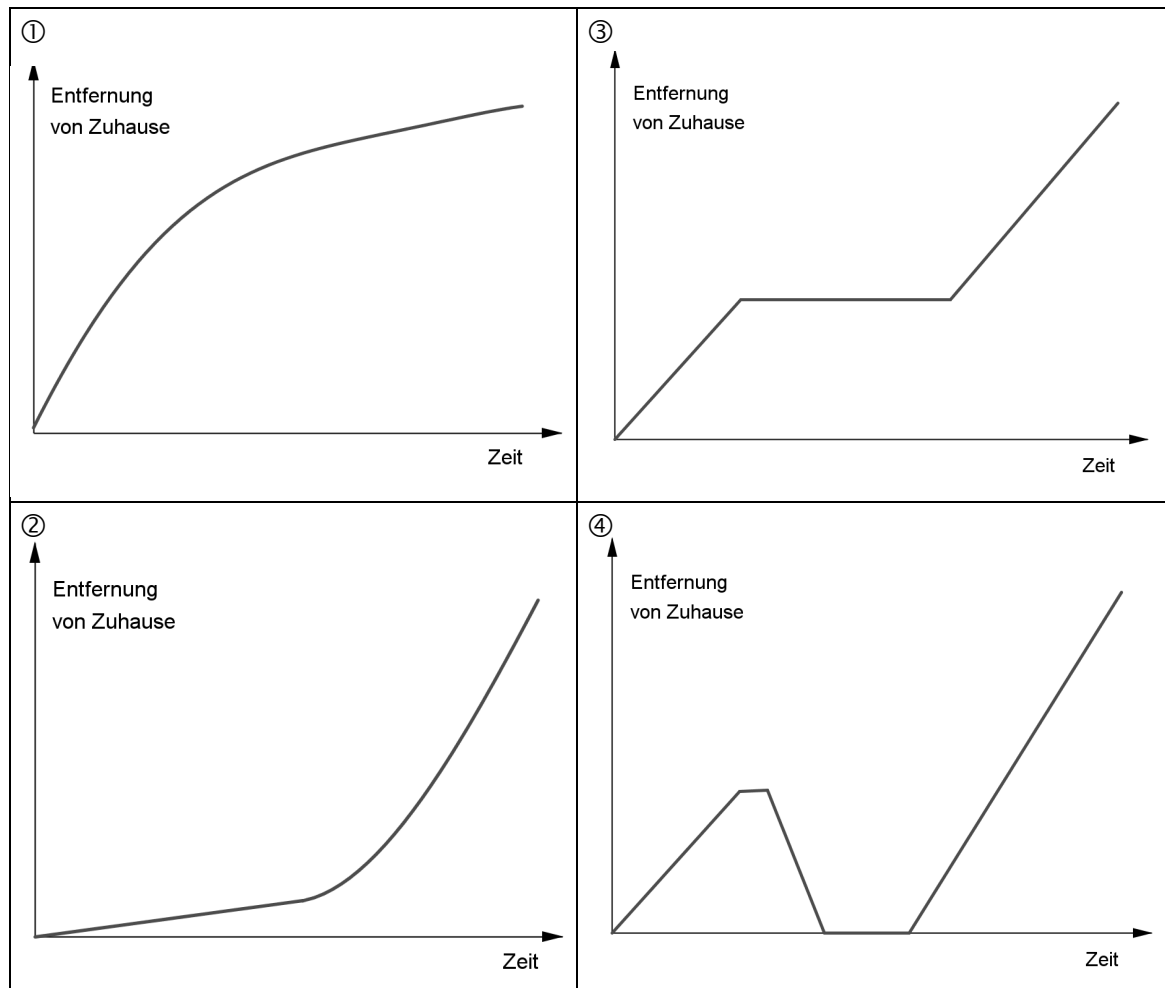 ①
Entfernung
von Zuhause
Zeit
③
Entfernung
von Zuhause
Zeit
②
Entfernung
von Zuhause
Zeit
④
Entfernung
von Zuhause
Zeit